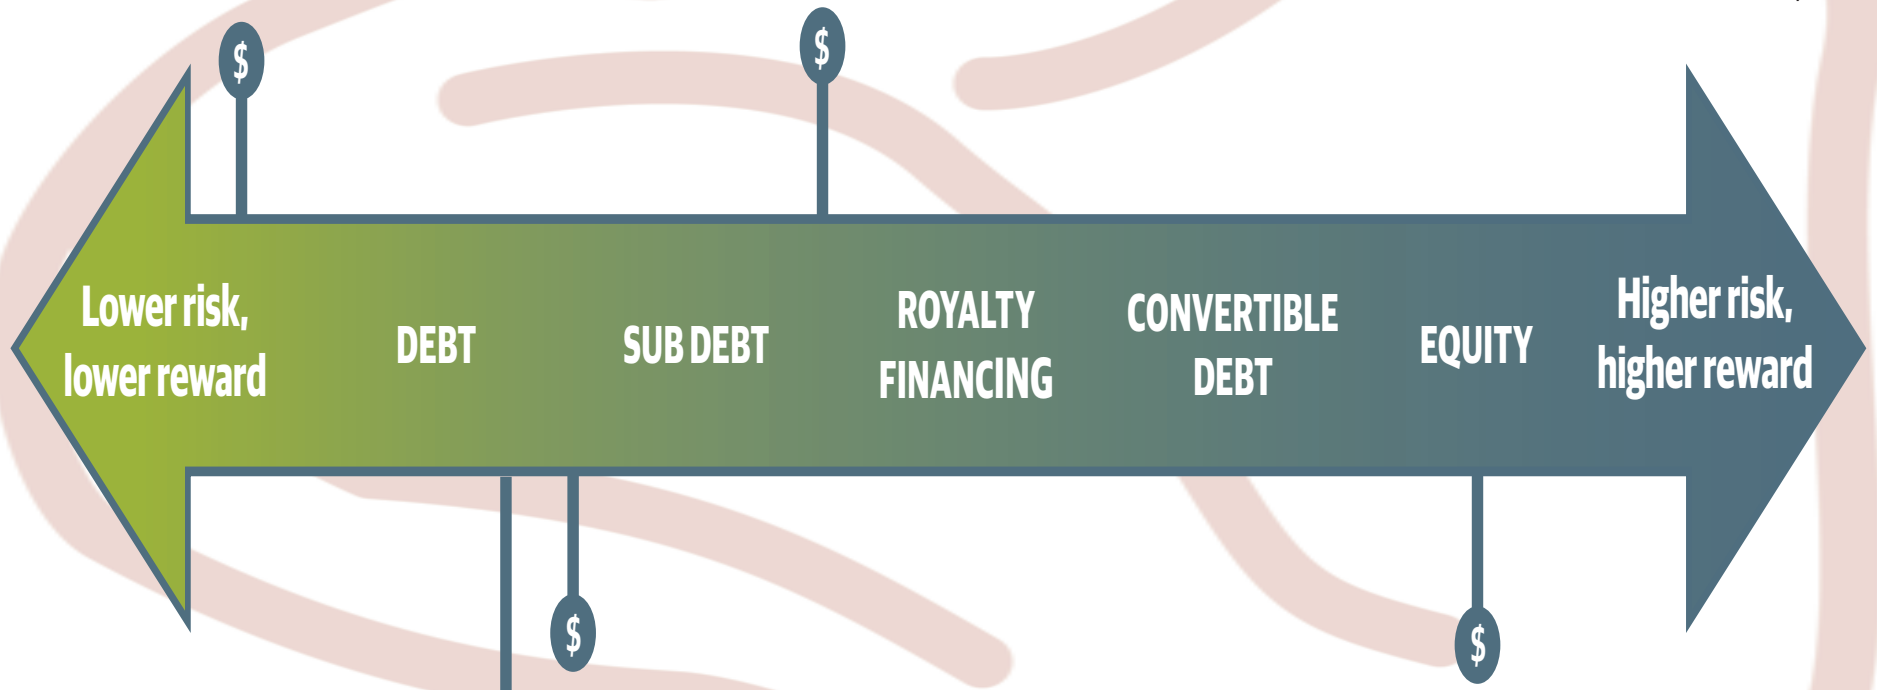 $
$
Lower risk,
lower reward
DEBT
SUB DEBT
ROYALTY
FINANCING
CONVERTIBLE
DEBT
EQUITY
Higher risk,
higher reward
$
$